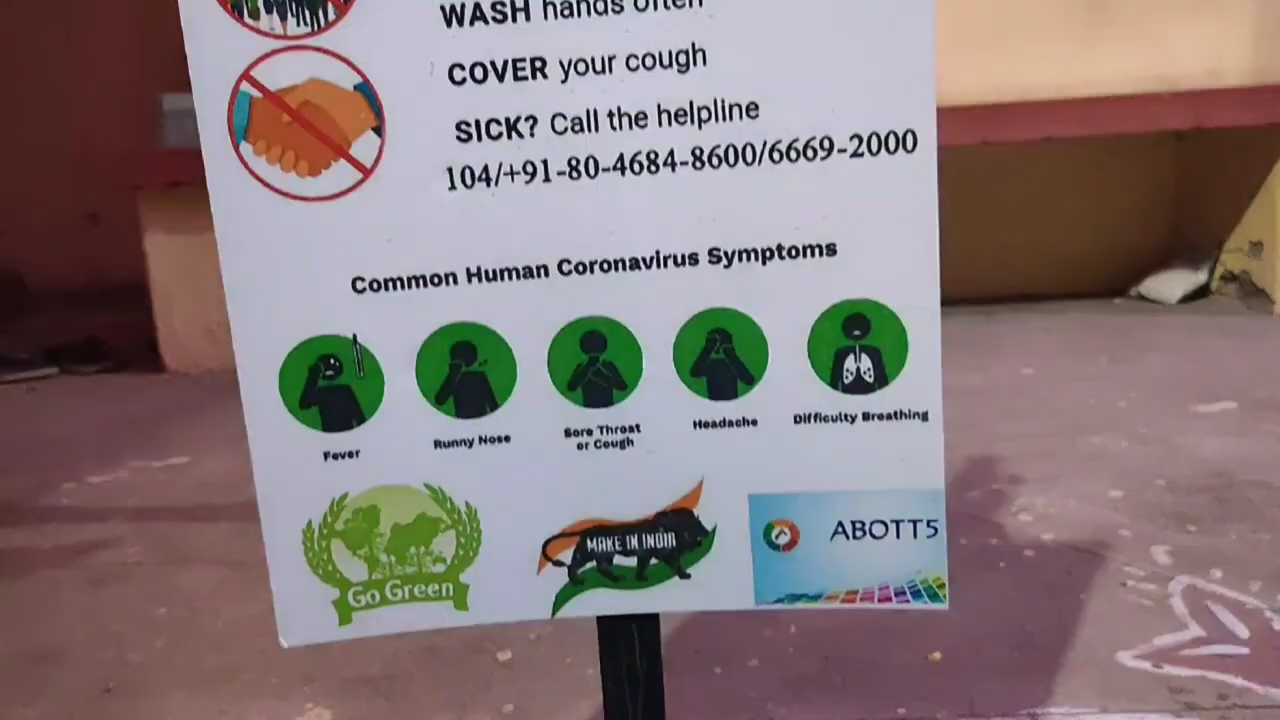 WASH hands often
COVER your cough
SICK? Call the helpline
104/+91-80-4684-8600/6669-2000
Common Human Coronavirus Symptoms
Fever
Runny Nose
Sore Throat
or Cough
Headache
Difficulty Breathing
Go Green
MAKE IN INDIA
ABOTT5